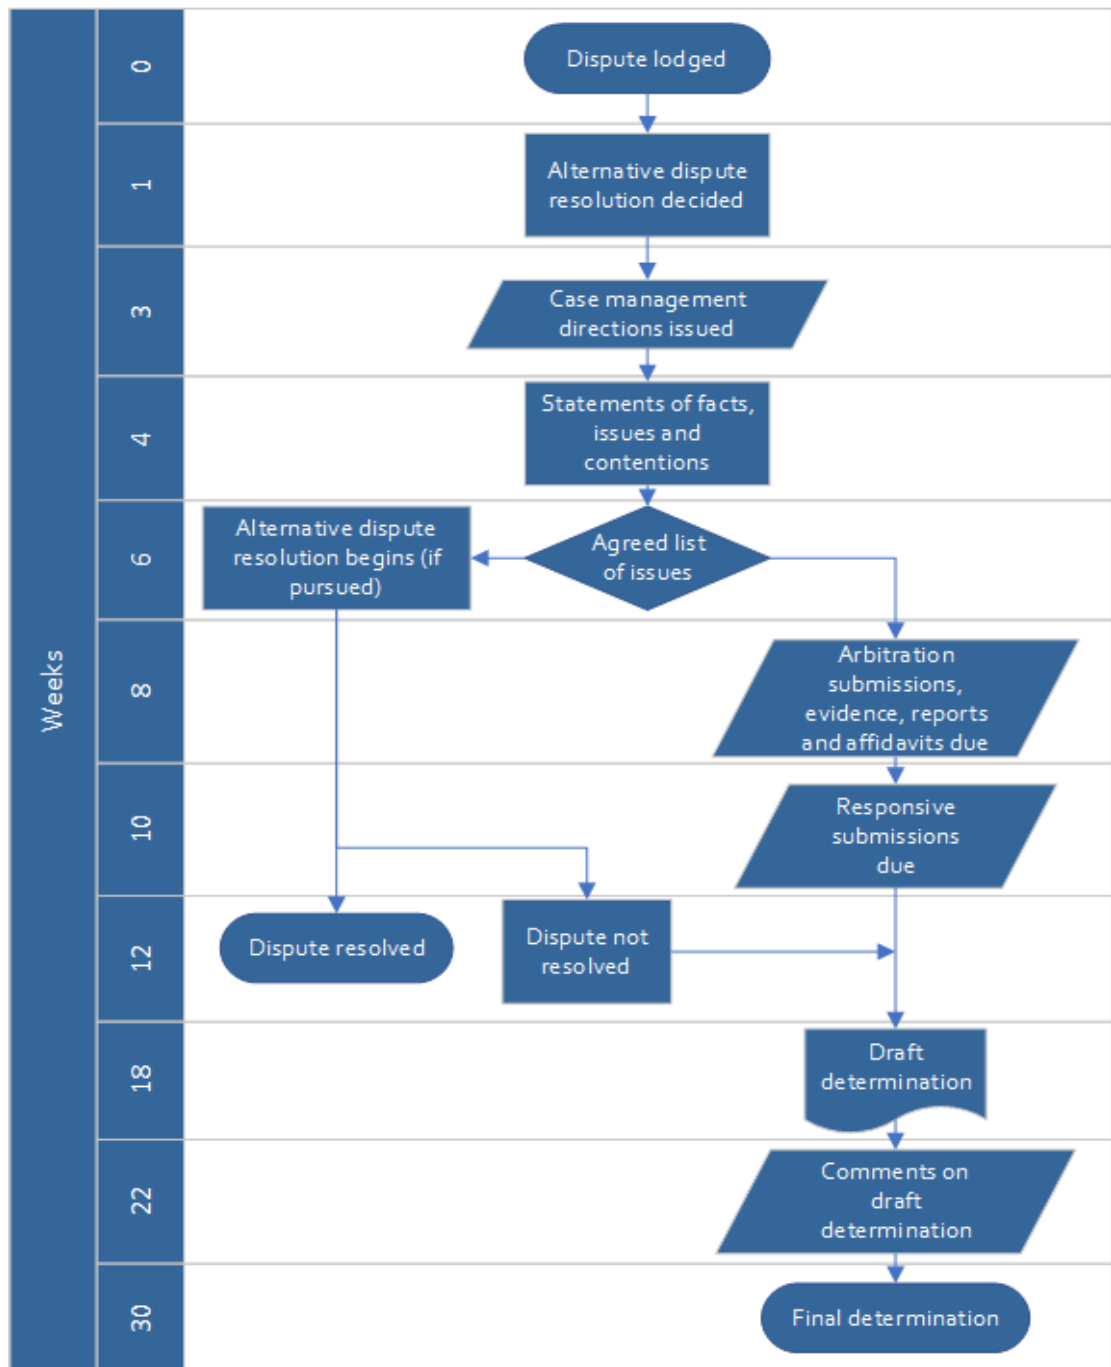 Weeks
0
Dispute lodged
1
Alternative dispute
resolution decided
3
Case management
directions issued
4
Statements of facts,
issues and
contentions
6
Alternative dispute
resolution begins (if
pursued)
Agreed list
of issues
8
Arbitration
submissions,
evidence, reports
and affidavits due
10
Responsive
submissions
due
12
Dispute resolved
Dispute not
resolved
18
Draft
determination
22
Comments on
draft
determination
30
Final determination